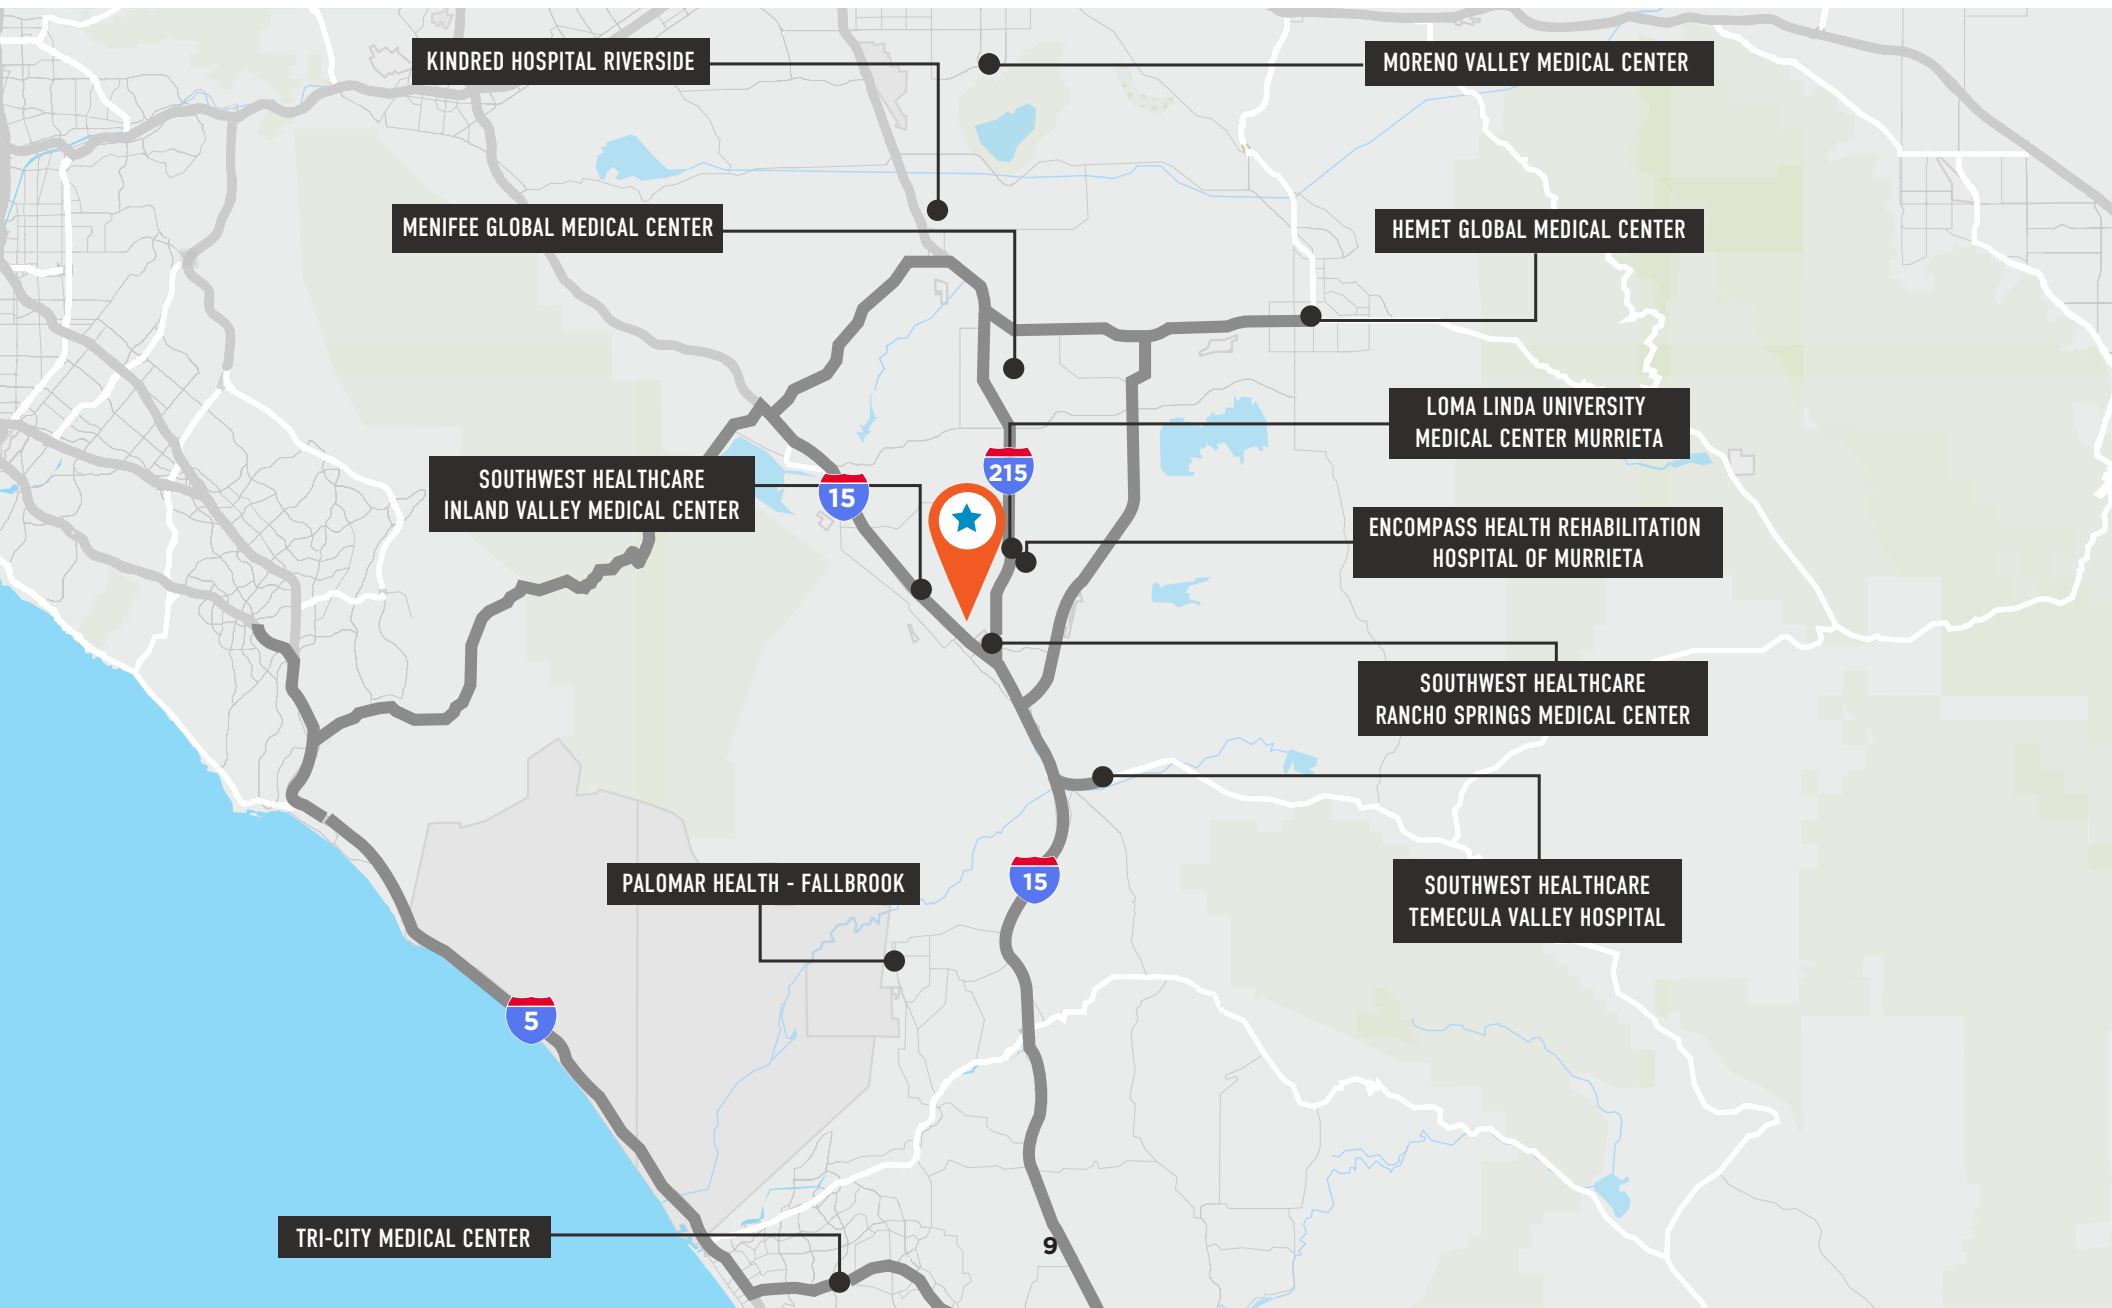 KINDRED HOSPITAL RIVERSIDE
MORENO VALLEY MEDICAL CENTER
MENIFEE GLOBAL MEDICAL CENTER
HEMET GLOBAL MEDICAL CENTER
LOMA LINDA UNIVERSITY
MEDICAL CENTER MURRIETA
215
SOUTHWEST HEALTHCARE
INLAND VALLEY MEDICAL CENTER
15
ENCOMPASS HEALTH REHABILITATION
HOSPITAL OF MURRIETA
SOUTHWEST HEALTHCARE
RANCHO SPRINGS MEDICAL CENTER
PALOMAR HEALTH - FALLBROOK
15
SOUTHWEST HEALTHCARE
TEMECULA VALLEY HOSPITAL
5
TRI-CITY MEDICAL CENTER
9